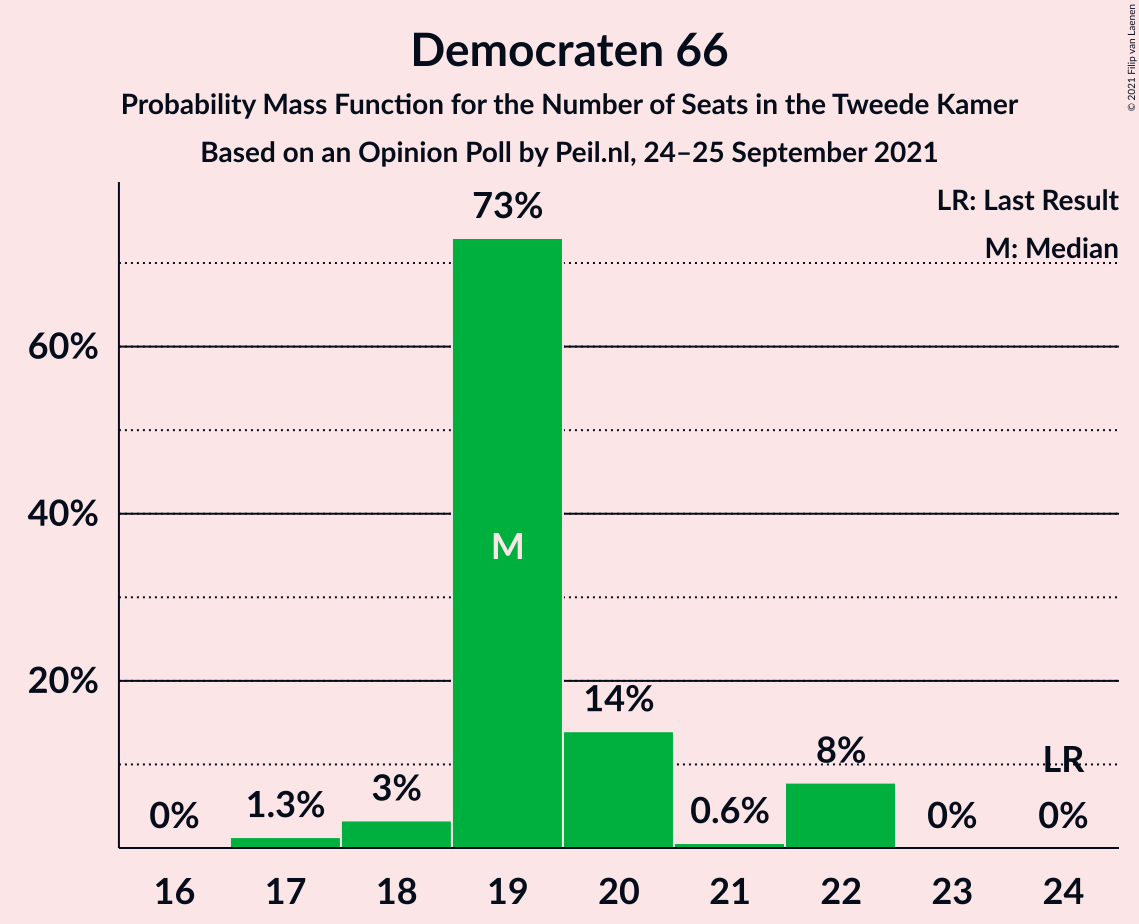 Democraten 66
Probability Mass Function for the Number of Seats in the Tweede Kamer
Based on an Opinion Poll by Peil.nl, 24–25 September 2021
© 2021 Filip van Laenen
LR: Last Result
M: Median
60%
40%
20%
0%
1.3%
3%
73%
M
14%
0.6%
8%
0%
LR
0%
16 17 18 19 20 21 22 23 24